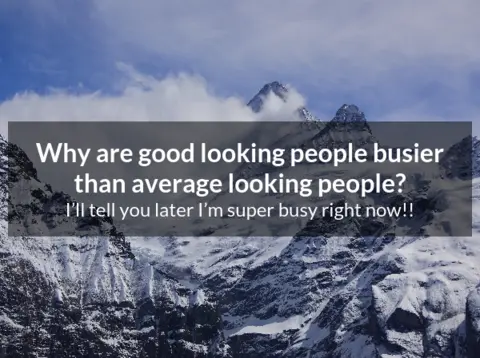 Why are good looking people busier
than average looking people?
I'll tell you later I'm super busy right now!!